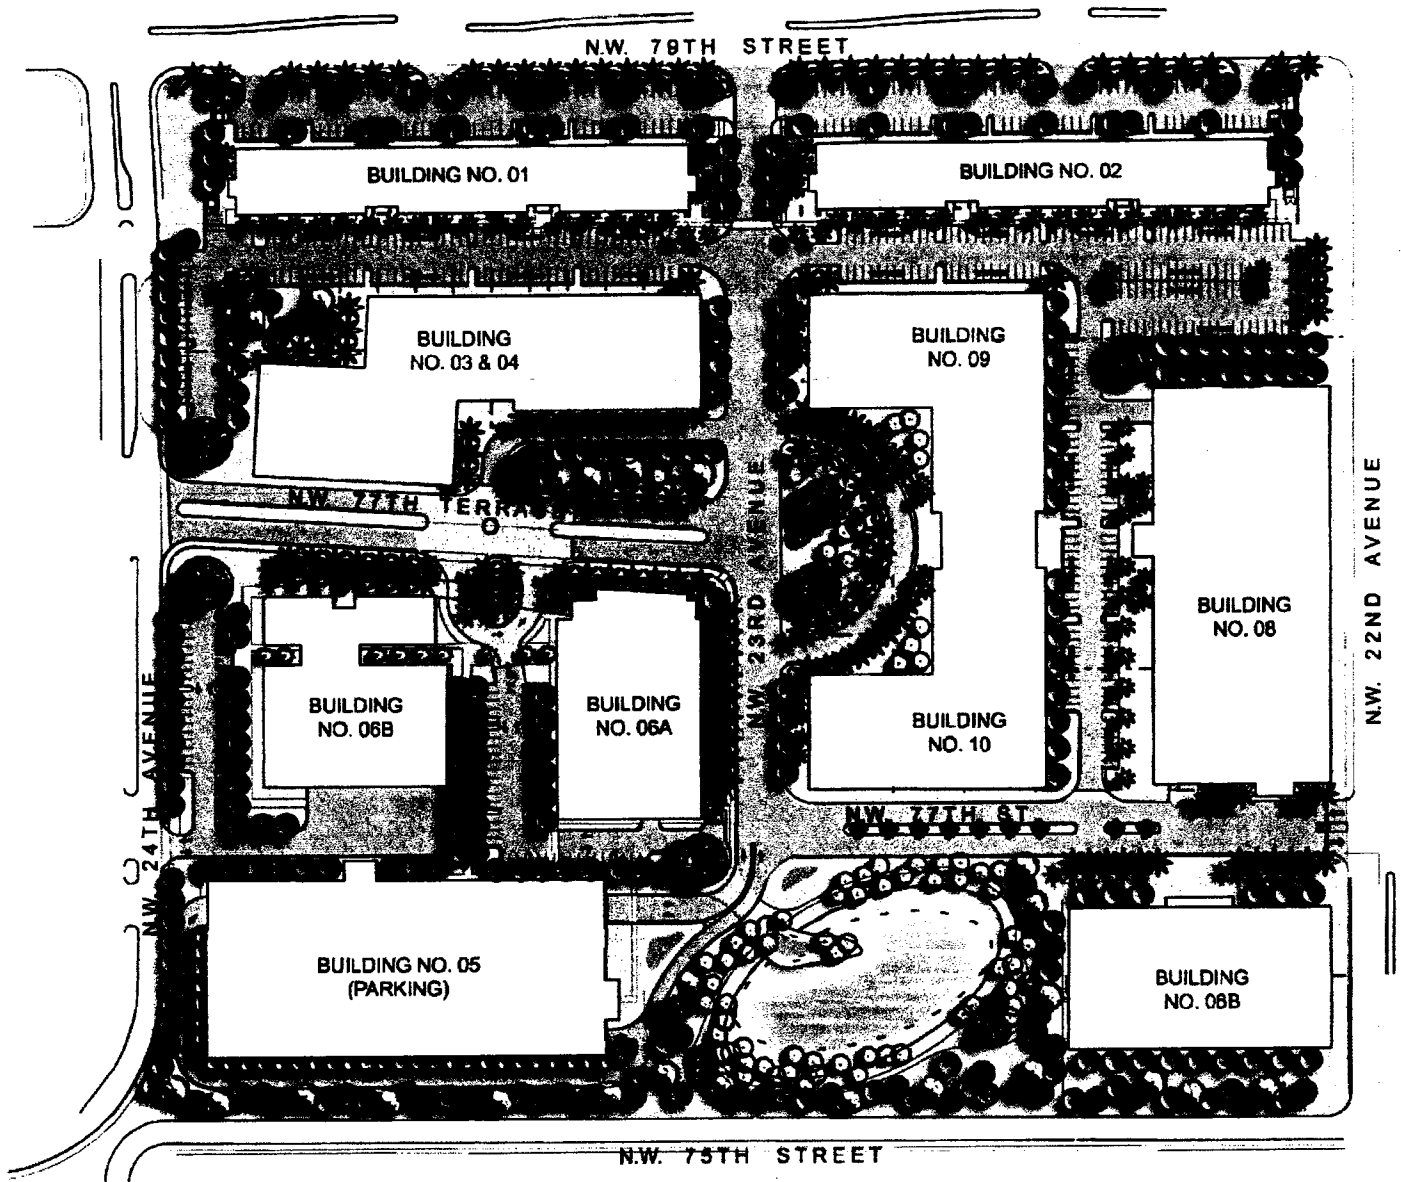 N.W. 79TH STREET
BUILDING NO. 01
BUILDING NO. 02
BUILDING
NO. 03 & 04
BUILDING
NO. 09
N.W. 77TH TERRACE
N.W. 23RD AVENUE
N.W. 22ND AVENUE
BUILDING
NO. 08
BUILDING
NO. 06B
BUILDING
NO. 06A
BUILDING
NO. 10
N.W. 24TH AVENUE
N.W. 77TH ST.
BUILDING NO. 05
(PARKING)
BUILDING
NO. 08B
N.W. 75TH STREET